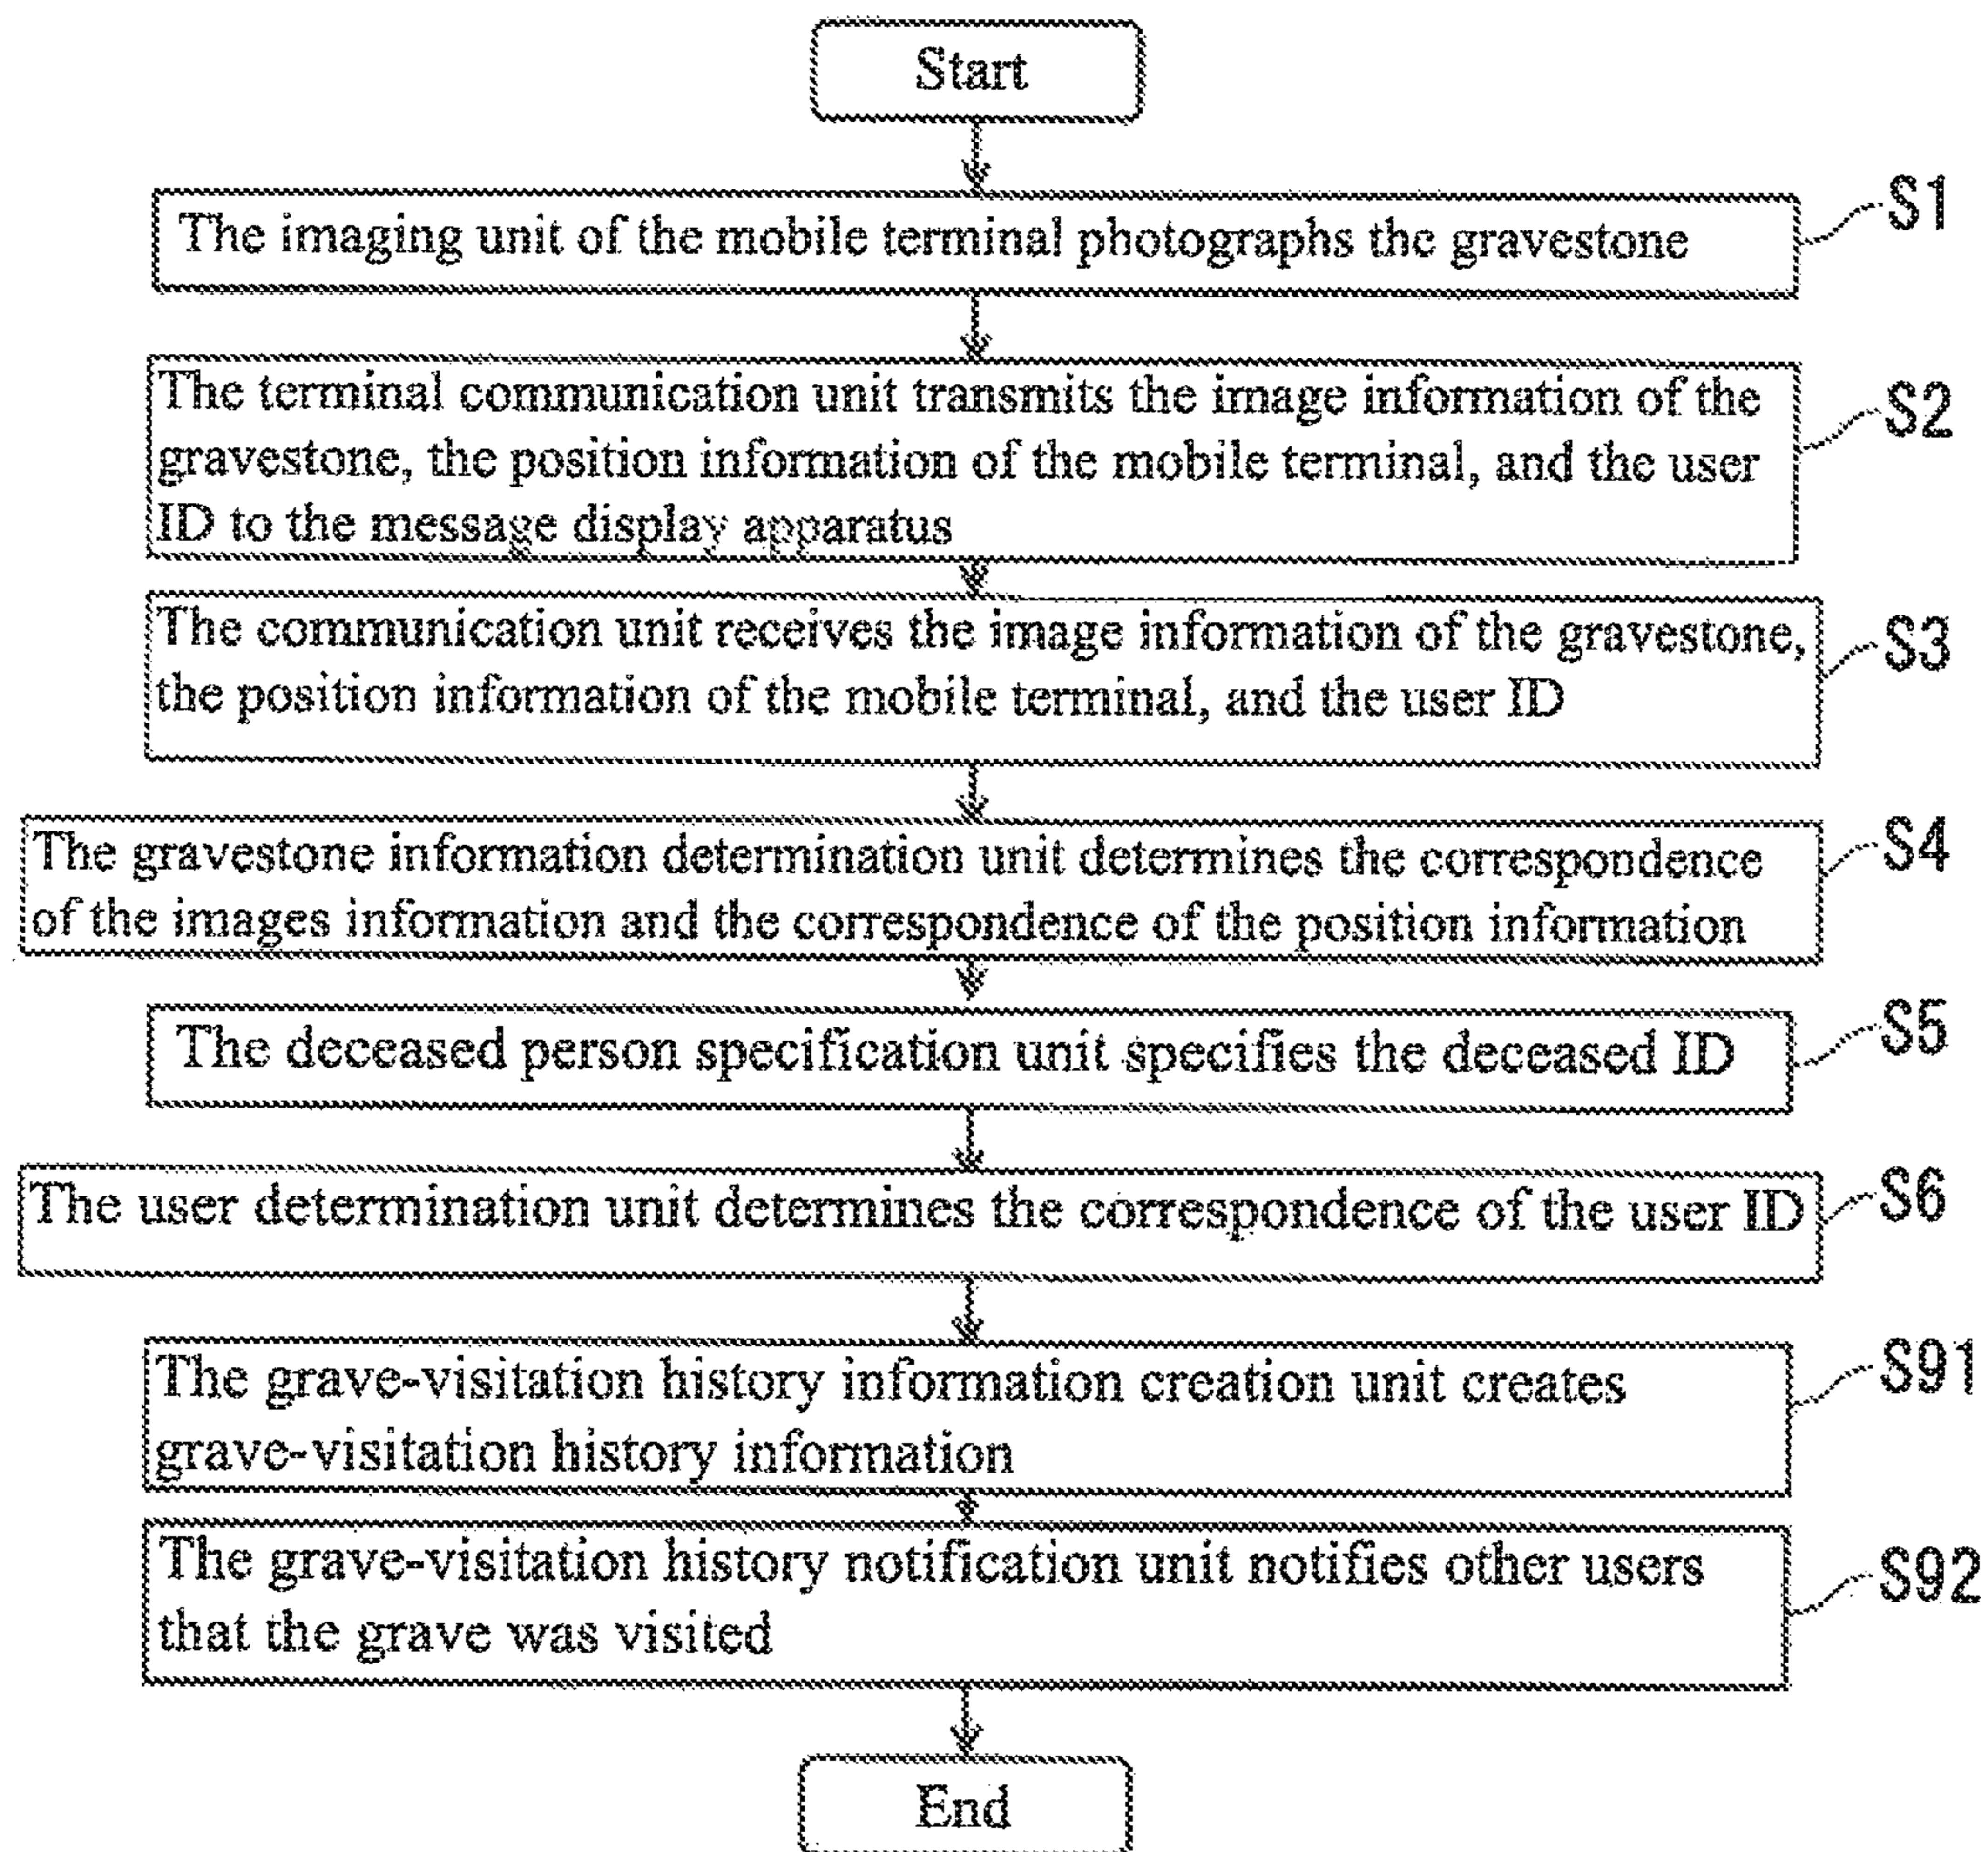 Start
The imaging unit of the mobile terminal photographs the gravestone
S1
The terminal communication unit transmits the image information of the
gravestone, the position information of the mobile terminal, and the user
ID to the message display apparatus
S2
The communication unit receives the image information of the gravestone,
the position information of the mobile terminal, and the user ID
S3
The gravestone information determination unit determines the correspondence
of the images information and the correspondence of the position information
S4
The deceased person specification unit specifies the deceased ID
S5
The user determination unit determines the correspondence of the user ID
S6
The grave-visitation history information creation unit creates
grave-visitation history information
S91
The grave-visitation history notification unit notifies other users
that the grave was visited
S92
End